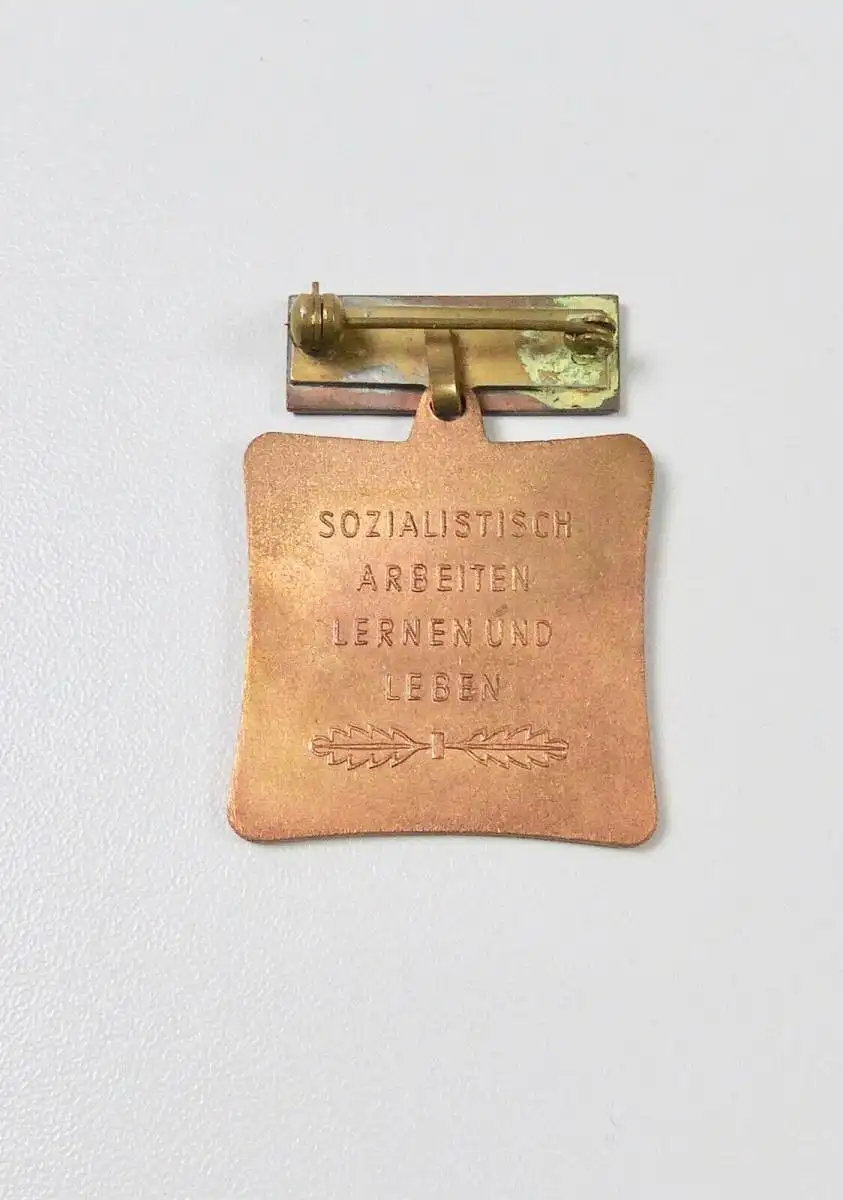 SOZIALISTISCH
ARBEITEN
LERNEN UND
LEBEN